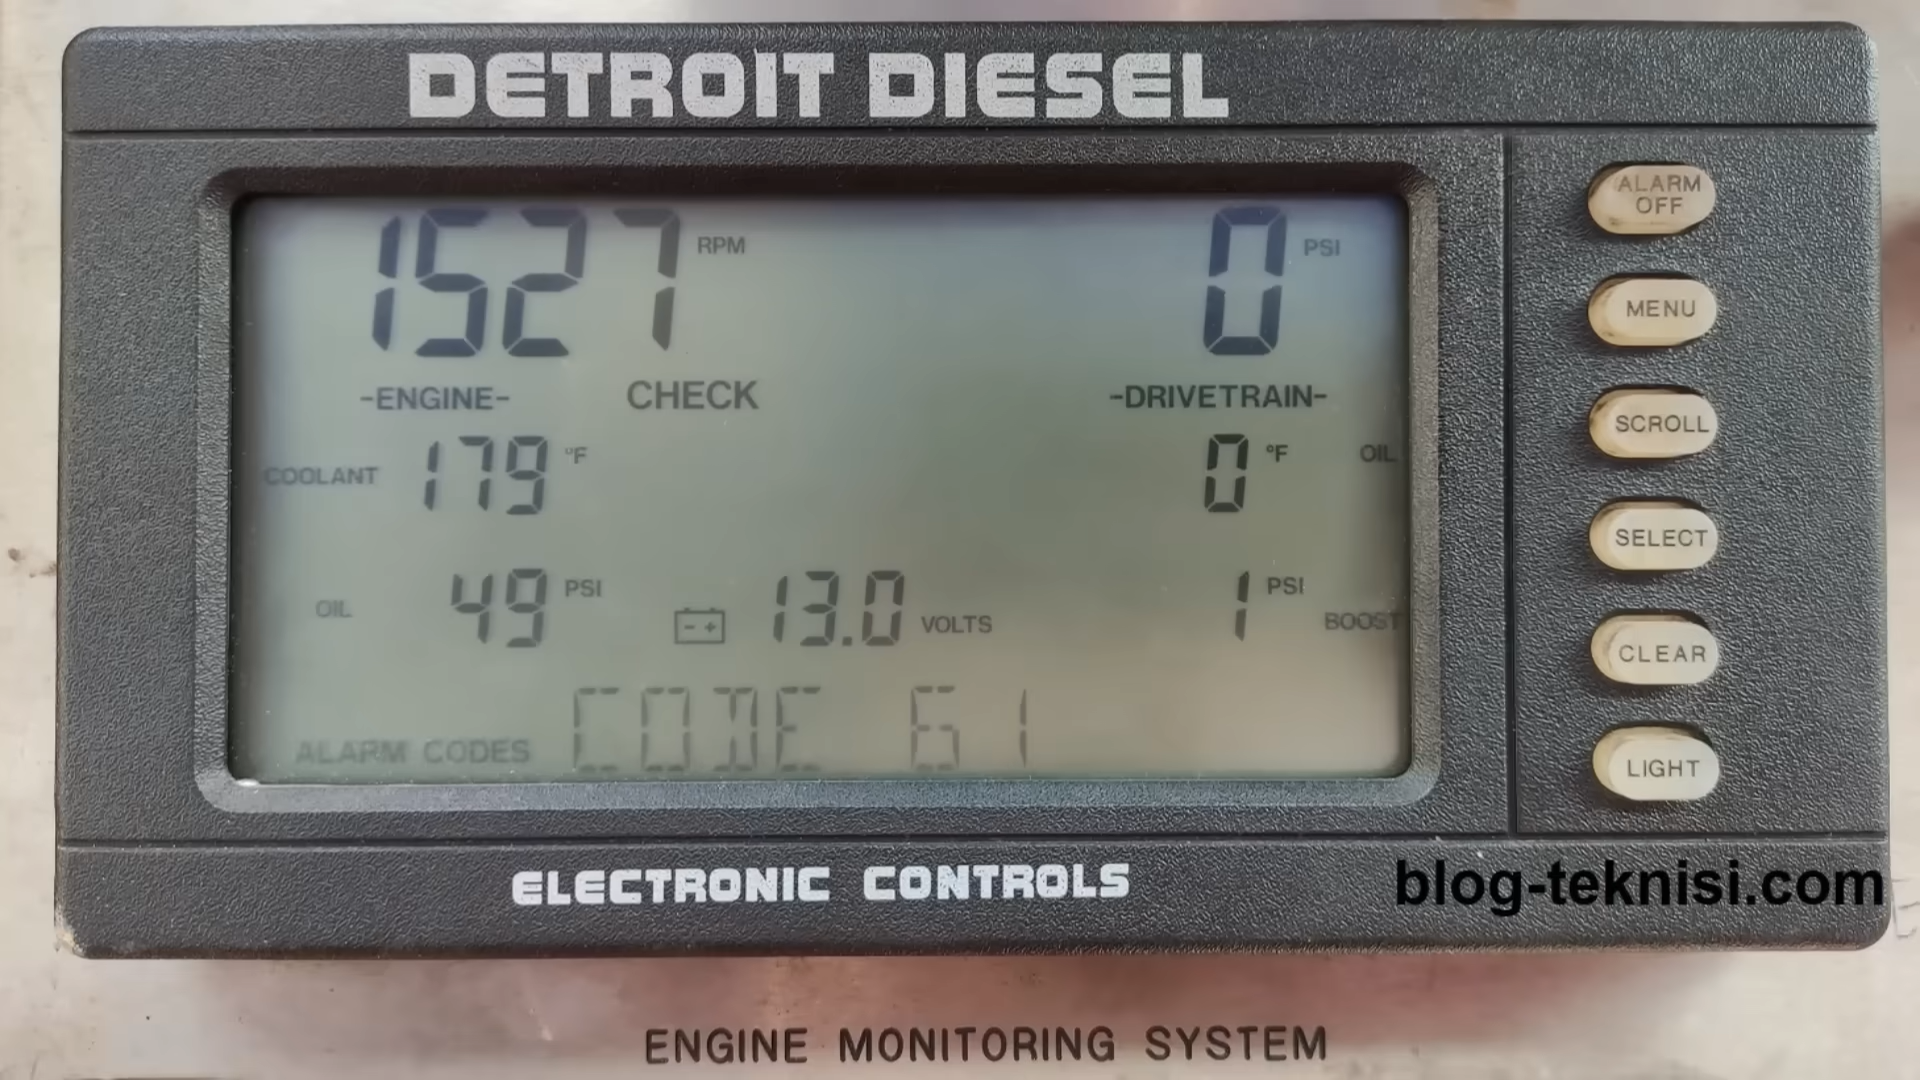 DETROIT DIESEL
1527 RPM 0 PSI
-ENGINE- CHECK -DRIVETRAIN-
COOLANT 179 °F 0 °F OIL
OIL 49 PSI - + 13.0 VOLTS 1 PSI BOOST
ALARM CODES CODE 61
ALARM OFF
MENU
SCROLL
SELECT
CLEAR
LIGHT
ELECTRONIC CONTROLS
blog-teknisi.com
ENGINE MONITORING SYSTEM